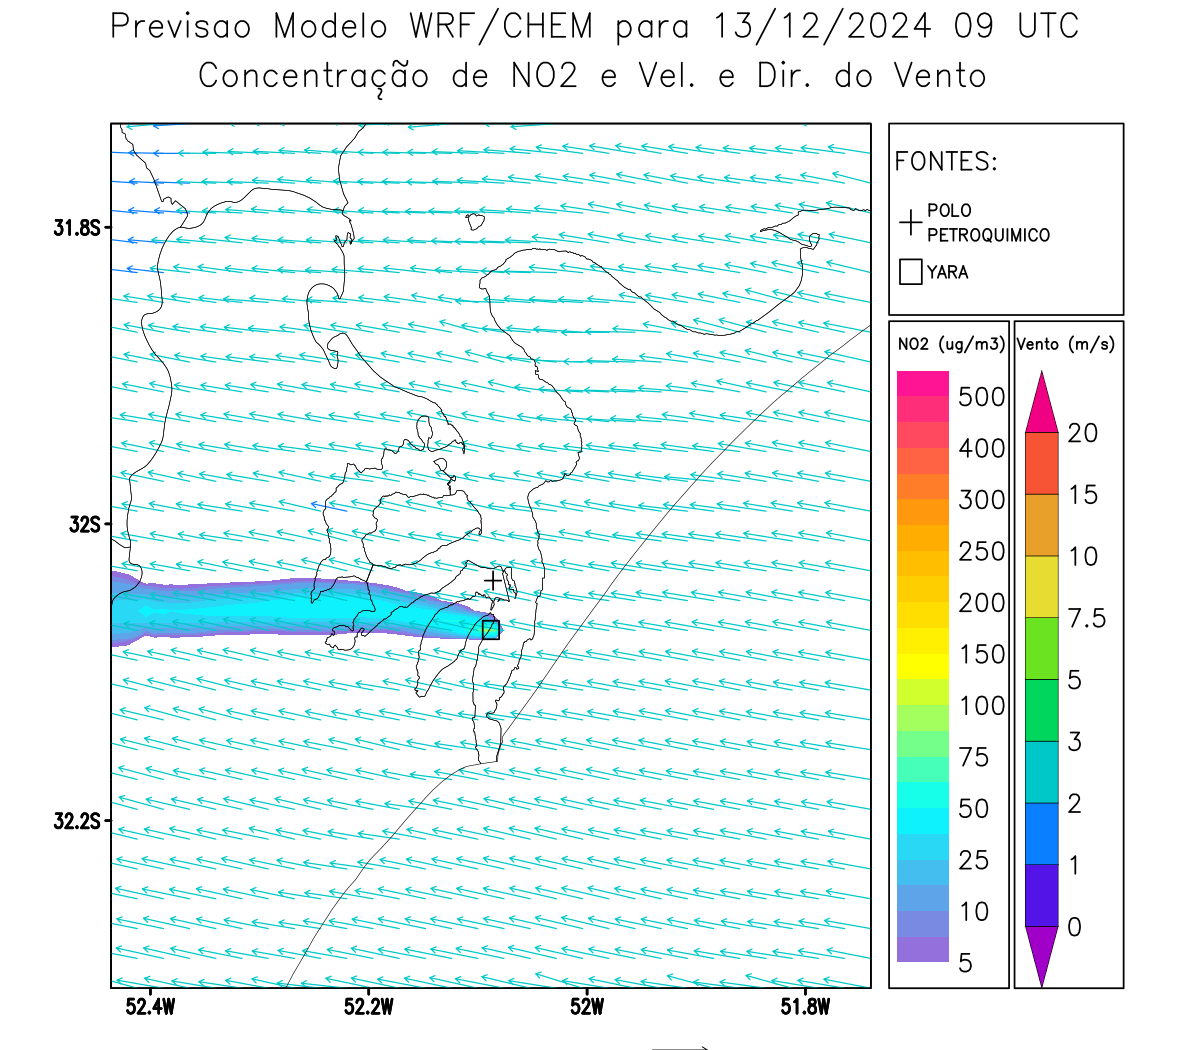 Previsao Modelo WRF/CHEM para 13/12/2024 09 UTC
Concentração de NO2 e Vel. e Dir. do Vento
FONTES:
POLO
PETROQUIMICO
YARA
NO2 (ug/m3)
500
400
300
250
200
150
100
75
50
25
10
5
Vento (m/s)
20
15
10
7.5
5
3
2
1
0
31.8S
32S
32.2S
52.4W
52.2W
52W
51.8W